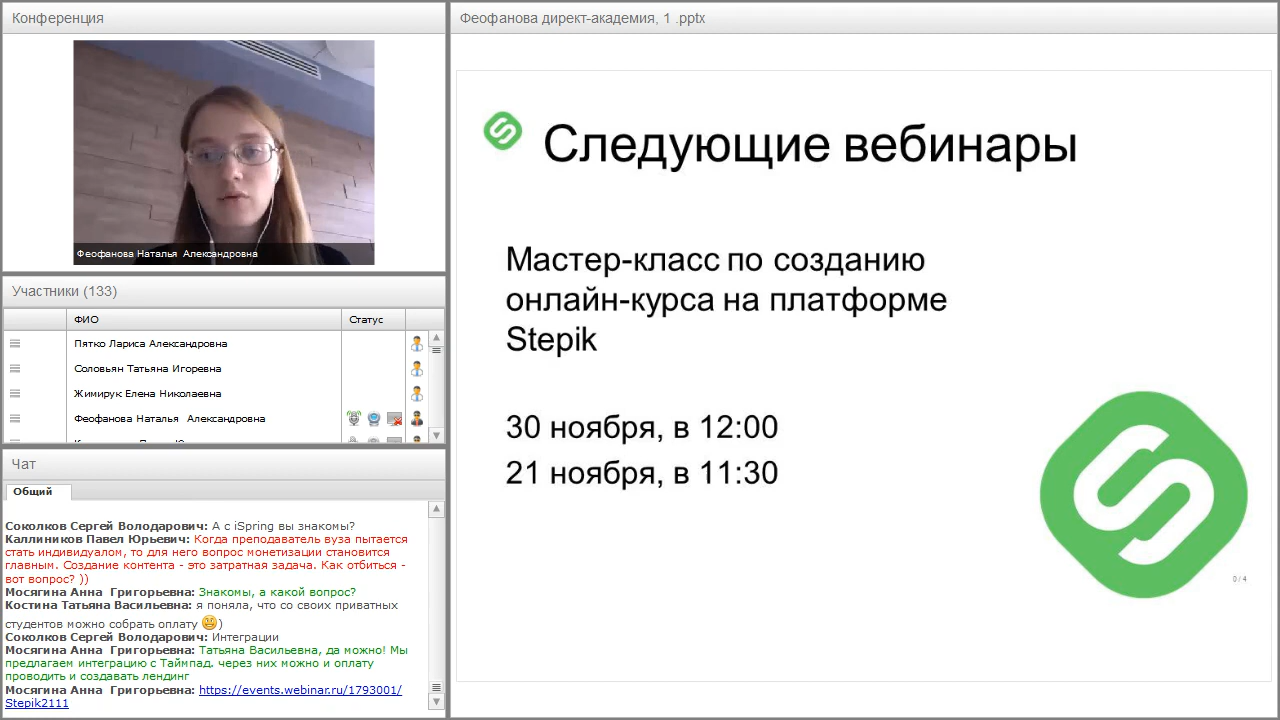 Конференция
Феофанова Наталья Александровна
Участники (133)
ФИО
Статус
Пятко Лариса Александровна
Соловьян Татьяна Игоревна
Жимирук Елена Николаевна
Феофанова Наталья Александровна
Чат
Общий
Соколков Сергей Володарович: А с iSpring вы знакомы?
Каллиников Павел Юрьевич: Когда преподаватель вуза пытается
стать индивидуалом, то для него вопрос монетизации становится
главным. Создание контента - это затратная задача. Как отбиться -
вот вопрос? ))
Мосягина Анна Григорьевна: Знакомы, а какой вопрос?
Костина Татьяна Васильевна: я поняла, что со своих приватных
студентов можно собрать оплату )
Соколков Сергей Володарович: Интеграции
Мосягина Анна Григорьевна: Татьяна Васильевна, да можно! Мы
предлагаем интеграцию с Таймпад. через них можно и оплату
проводить и создавать лендинг
Мосягина Анна Григорьевна: https://events.webinar.ru/1793001/
Stepik2111
Феофанова директ-академия, 1 .pptx
Следующие вебинары
Мастер-класс по созданию
онлайн-курса на платформе
Stepik
30 ноября, в 12:00
21 ноября, в 11:30
0 / 4